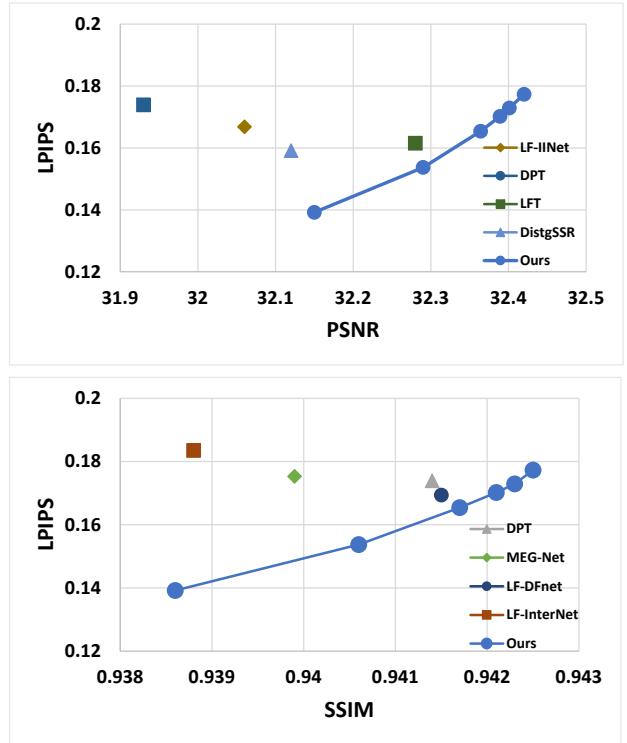 0.2
0.18
0.16
0.14
0.12
LPIPS
LF-IINet
DPT
LFT
DistgSSR
Ours
31.9 32 32.1 32.2 32.3 32.4 32.5
PSNR
0.2
0.18
0.16
0.14
0.12
LPIPS
DPT
MEG-Net
LF-DFnet
LF-InterNet
Ours
0.938 0.939 0.94 0.941 0.942 0.943
SSIM